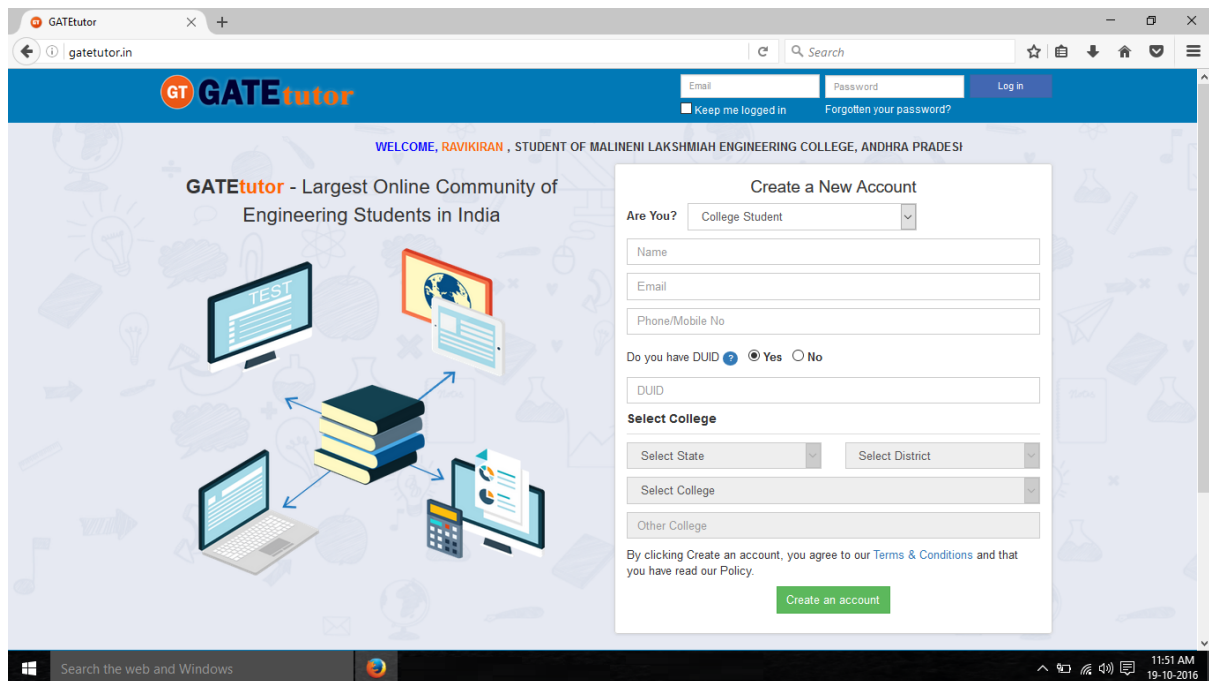 GATEtutor
gatetutor.in
Search
GT GATEtutor
Email
Password
Log in
Keep me logged in
Forgotten your password?
WELCOME, RAVIKIRAN , STUDENT OF MALINENI LAKSHMIAH ENGINEERING COLLEGE, ANDHRA PRADESH
GATEtutor - Largest Online Community of
Engineering Students in India
TEST
Create a New Account
Are You? College Student
Name
Email
Phone/Mobile No
Do you have DUID ? Yes No
DUID
Select College
Select State
Select District
Select College
Other College
By clicking Create an account, you agree to our Terms & Conditions and that
you have read our Policy.
Create an account
Search the web and Windows
11:51 AM
19-10-2016